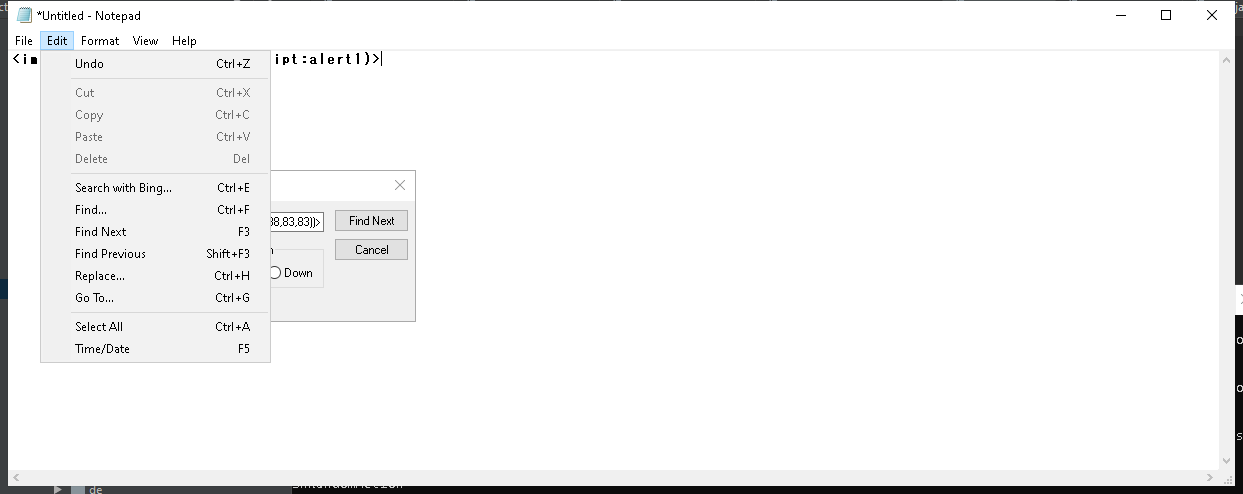 *Untitled - Notepad
File Edit Format View Help
<im ipt:alert1)>
Undo Ctrl+Z
Cut Ctrl+X
Copy Ctrl+C
Paste Ctrl+V
Delete Del
Search with Bing... Ctrl+E
Find... Ctrl+F
Find Next F3
Find Previous Shift+F3
Replace... Ctrl+H
Go To... Ctrl+G
Select All Ctrl+A
Time/Date F5
88,83,83))> Find Next
Cancel
Down
de